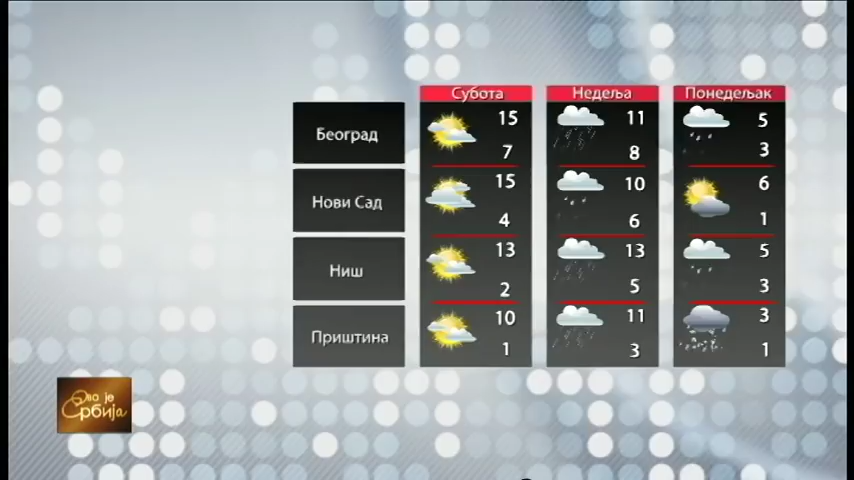 Субота Недеља Понедељак
Београд 15 11 5
7 8 3
Нови Сад 15 10 6
4 6 1
Ниш 13 13 5
2 5 3
Приштина 10 11 3
1 3 1
Ово је
Србија